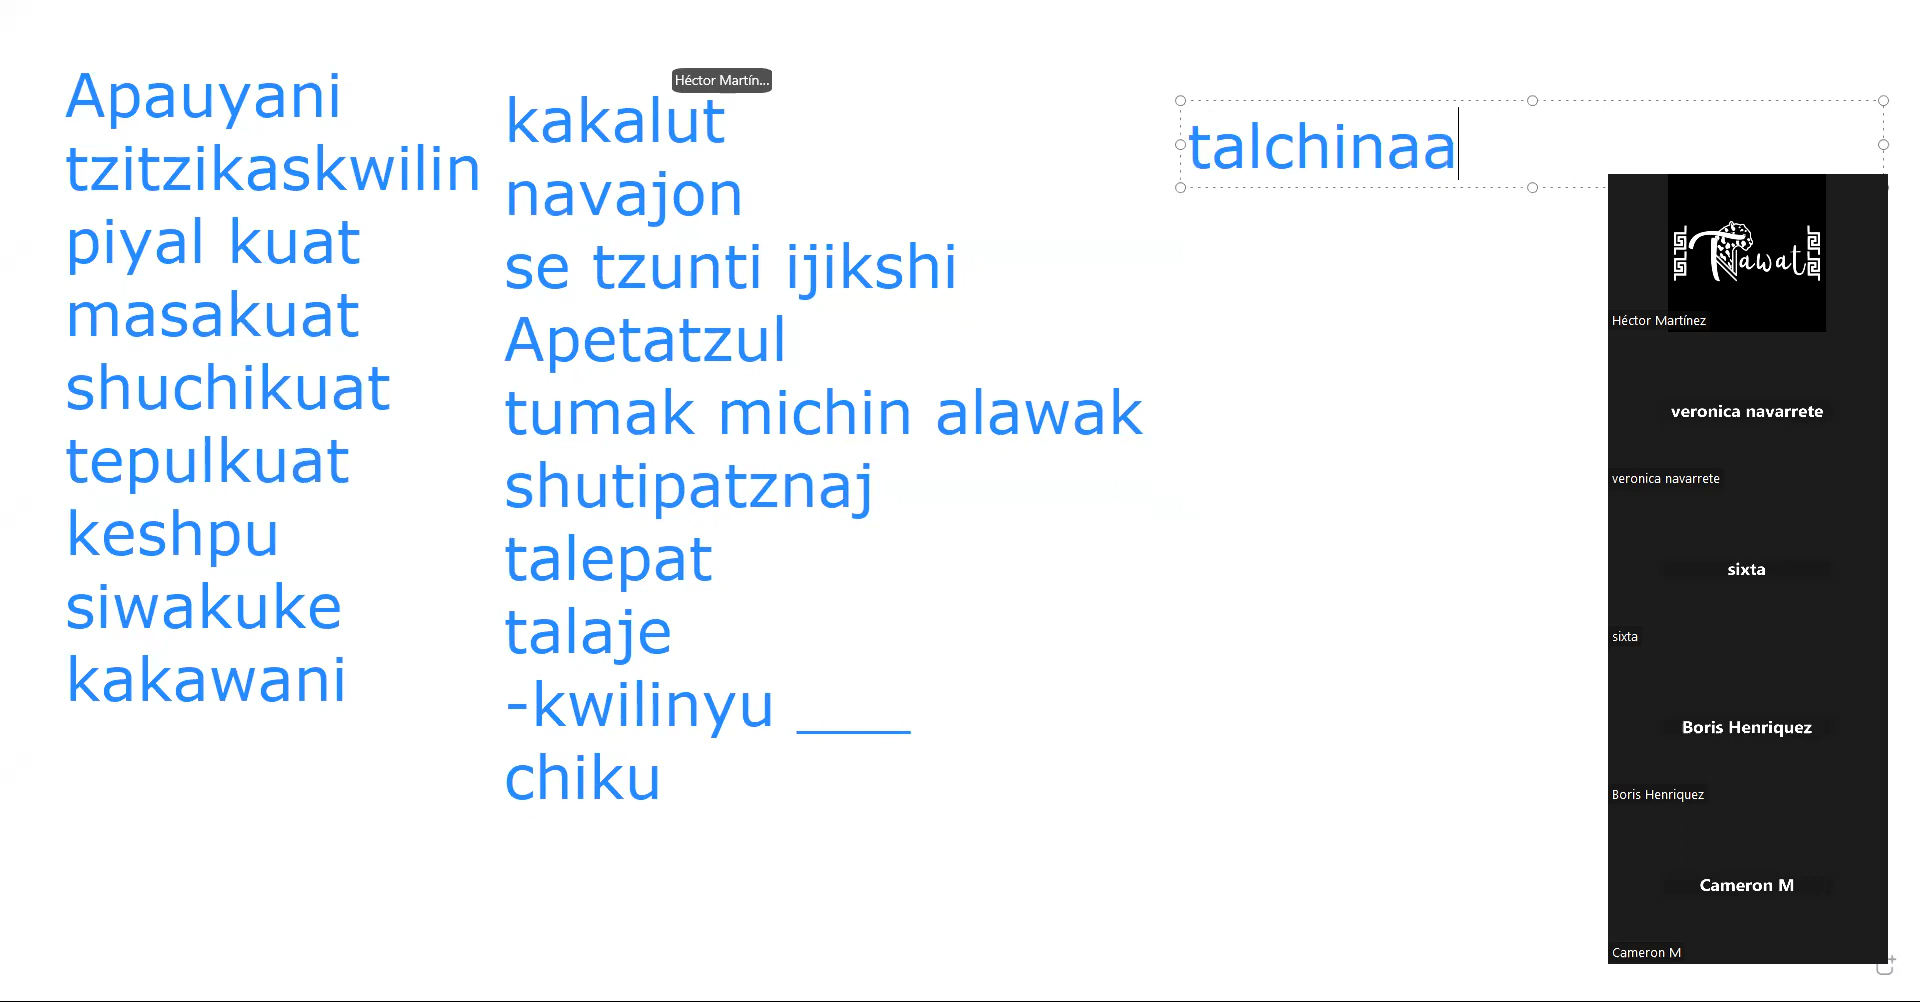 Apauyani
tzitzikaskwilin
piyal kuat
masakuat
shuchikuat
tepulkuat
keshpu
siwakuke
kakawani
Héctor Martín...
kakalut
navajon
se tzunti ijikshi
Apetatzul
tumak michin alawak
shutipatznaj
talepat
talaje
-kwilinyu ____
chiku
talchinaa
Tawat
Héctor Martínez
veronica navarrete
veronica navarrete
sixta
sixta
Boris Henriquez
Boris Henriquez
Cameron M
Cameron M